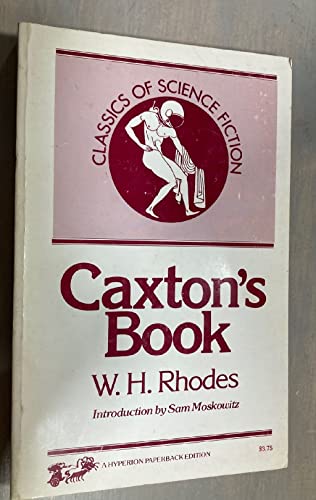 CLASSICS OF SCIENCE FICTION
Caxton's
Book
W. H. Rhodes
Introduction by Sam Moskowitz
A HYPERION PAPERBACK EDITION
$3.75